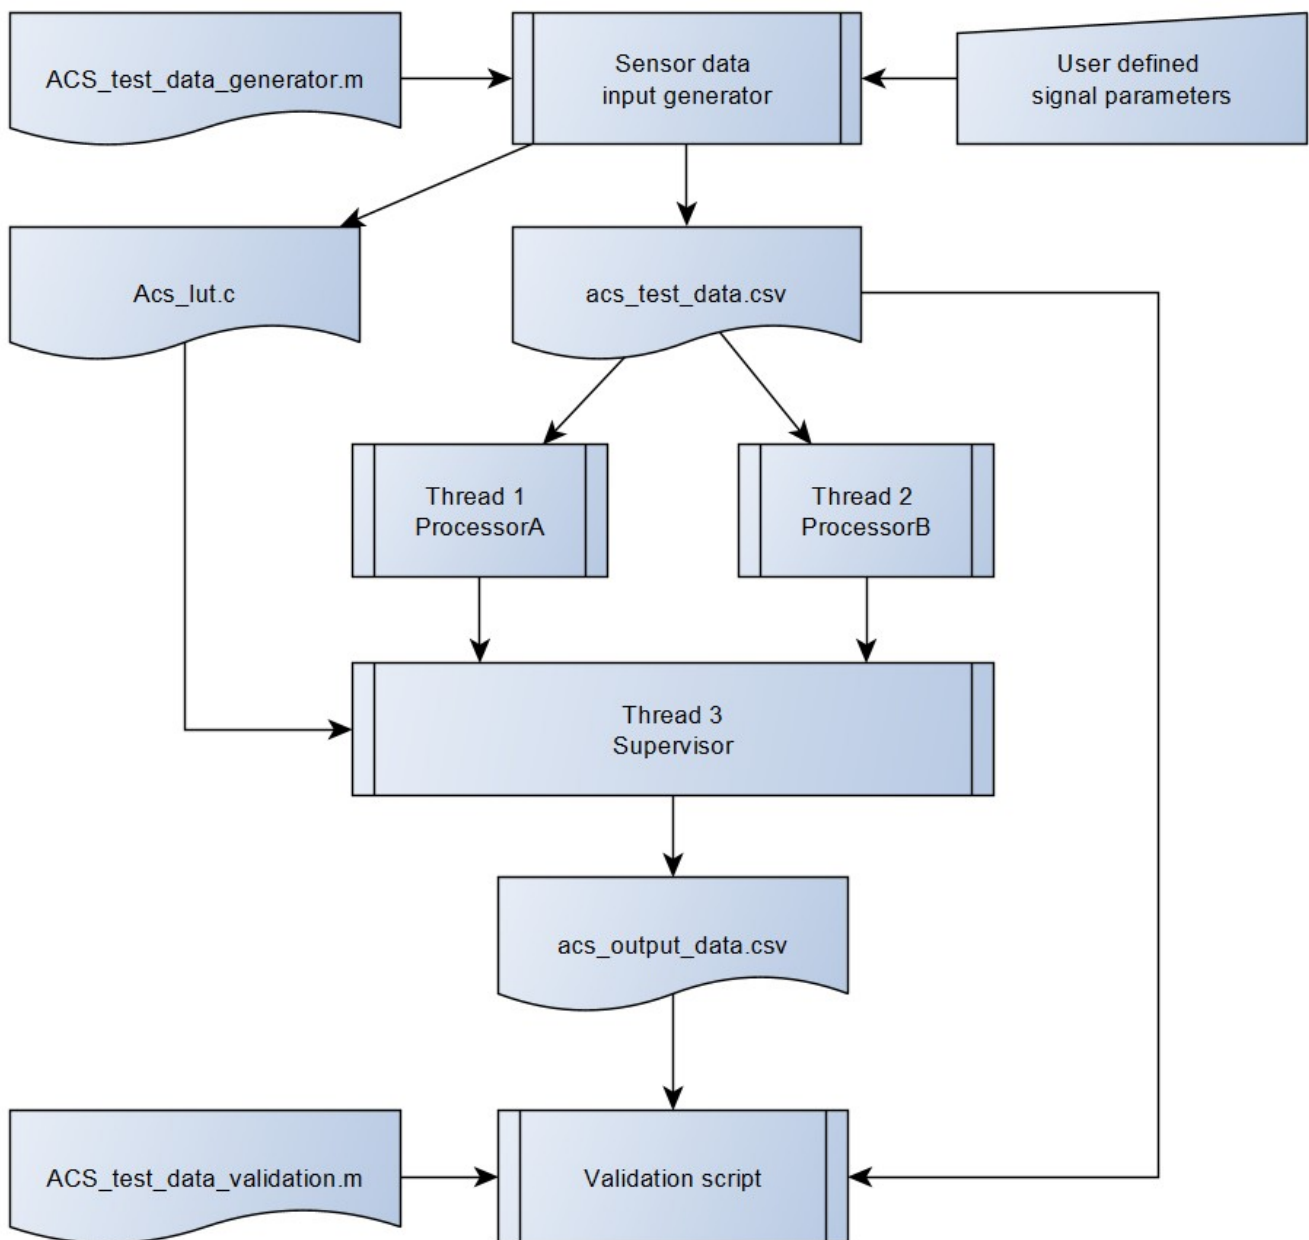 ACS_test_data_generator.m
Sensor data
input generator
User defined
signal parameters
Acs_lut.c
acs_test_data.csv
Thread 1
ProcessorA
Thread 2
ProcessorB
Thread 3
Supervisor
acs_output_data.csv
ACS_test_data_validation.m
Validation script